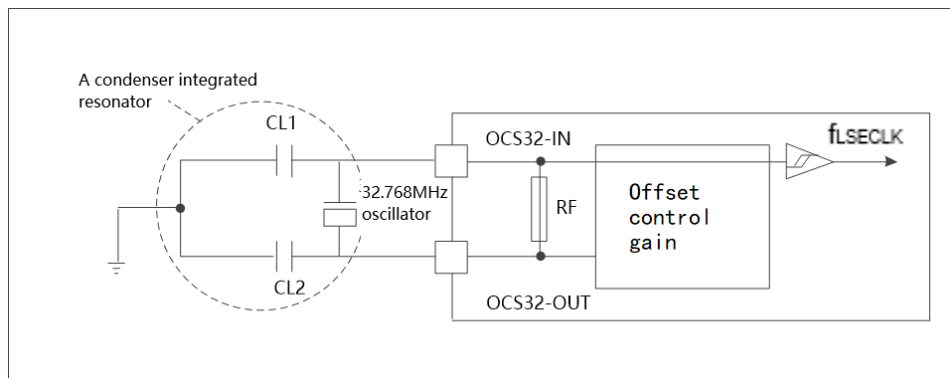 A condenser integrated
resonator
CL1
OCS32-IN
fLSECLK
32.768MHz
oscillator
RF
Offset
control
gain
CL2
OCS32-OUT